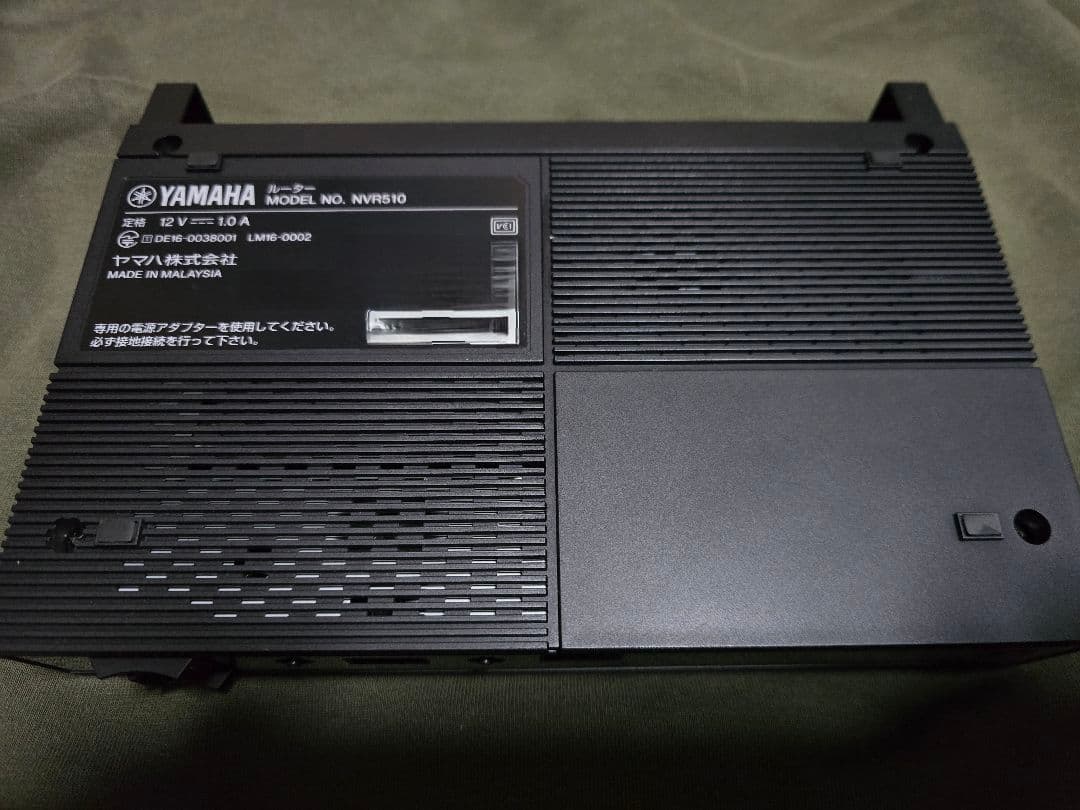 YAMAHA ルーター
MODEL NO. NVR510
定格 12 V 1.0 A
DE16-0038001 LM16-0002
ヤマハ株式会社
MADE IN MALAYSIA
専用の電源アダプターを使用してください。
必ず接地接続を行って下さい。